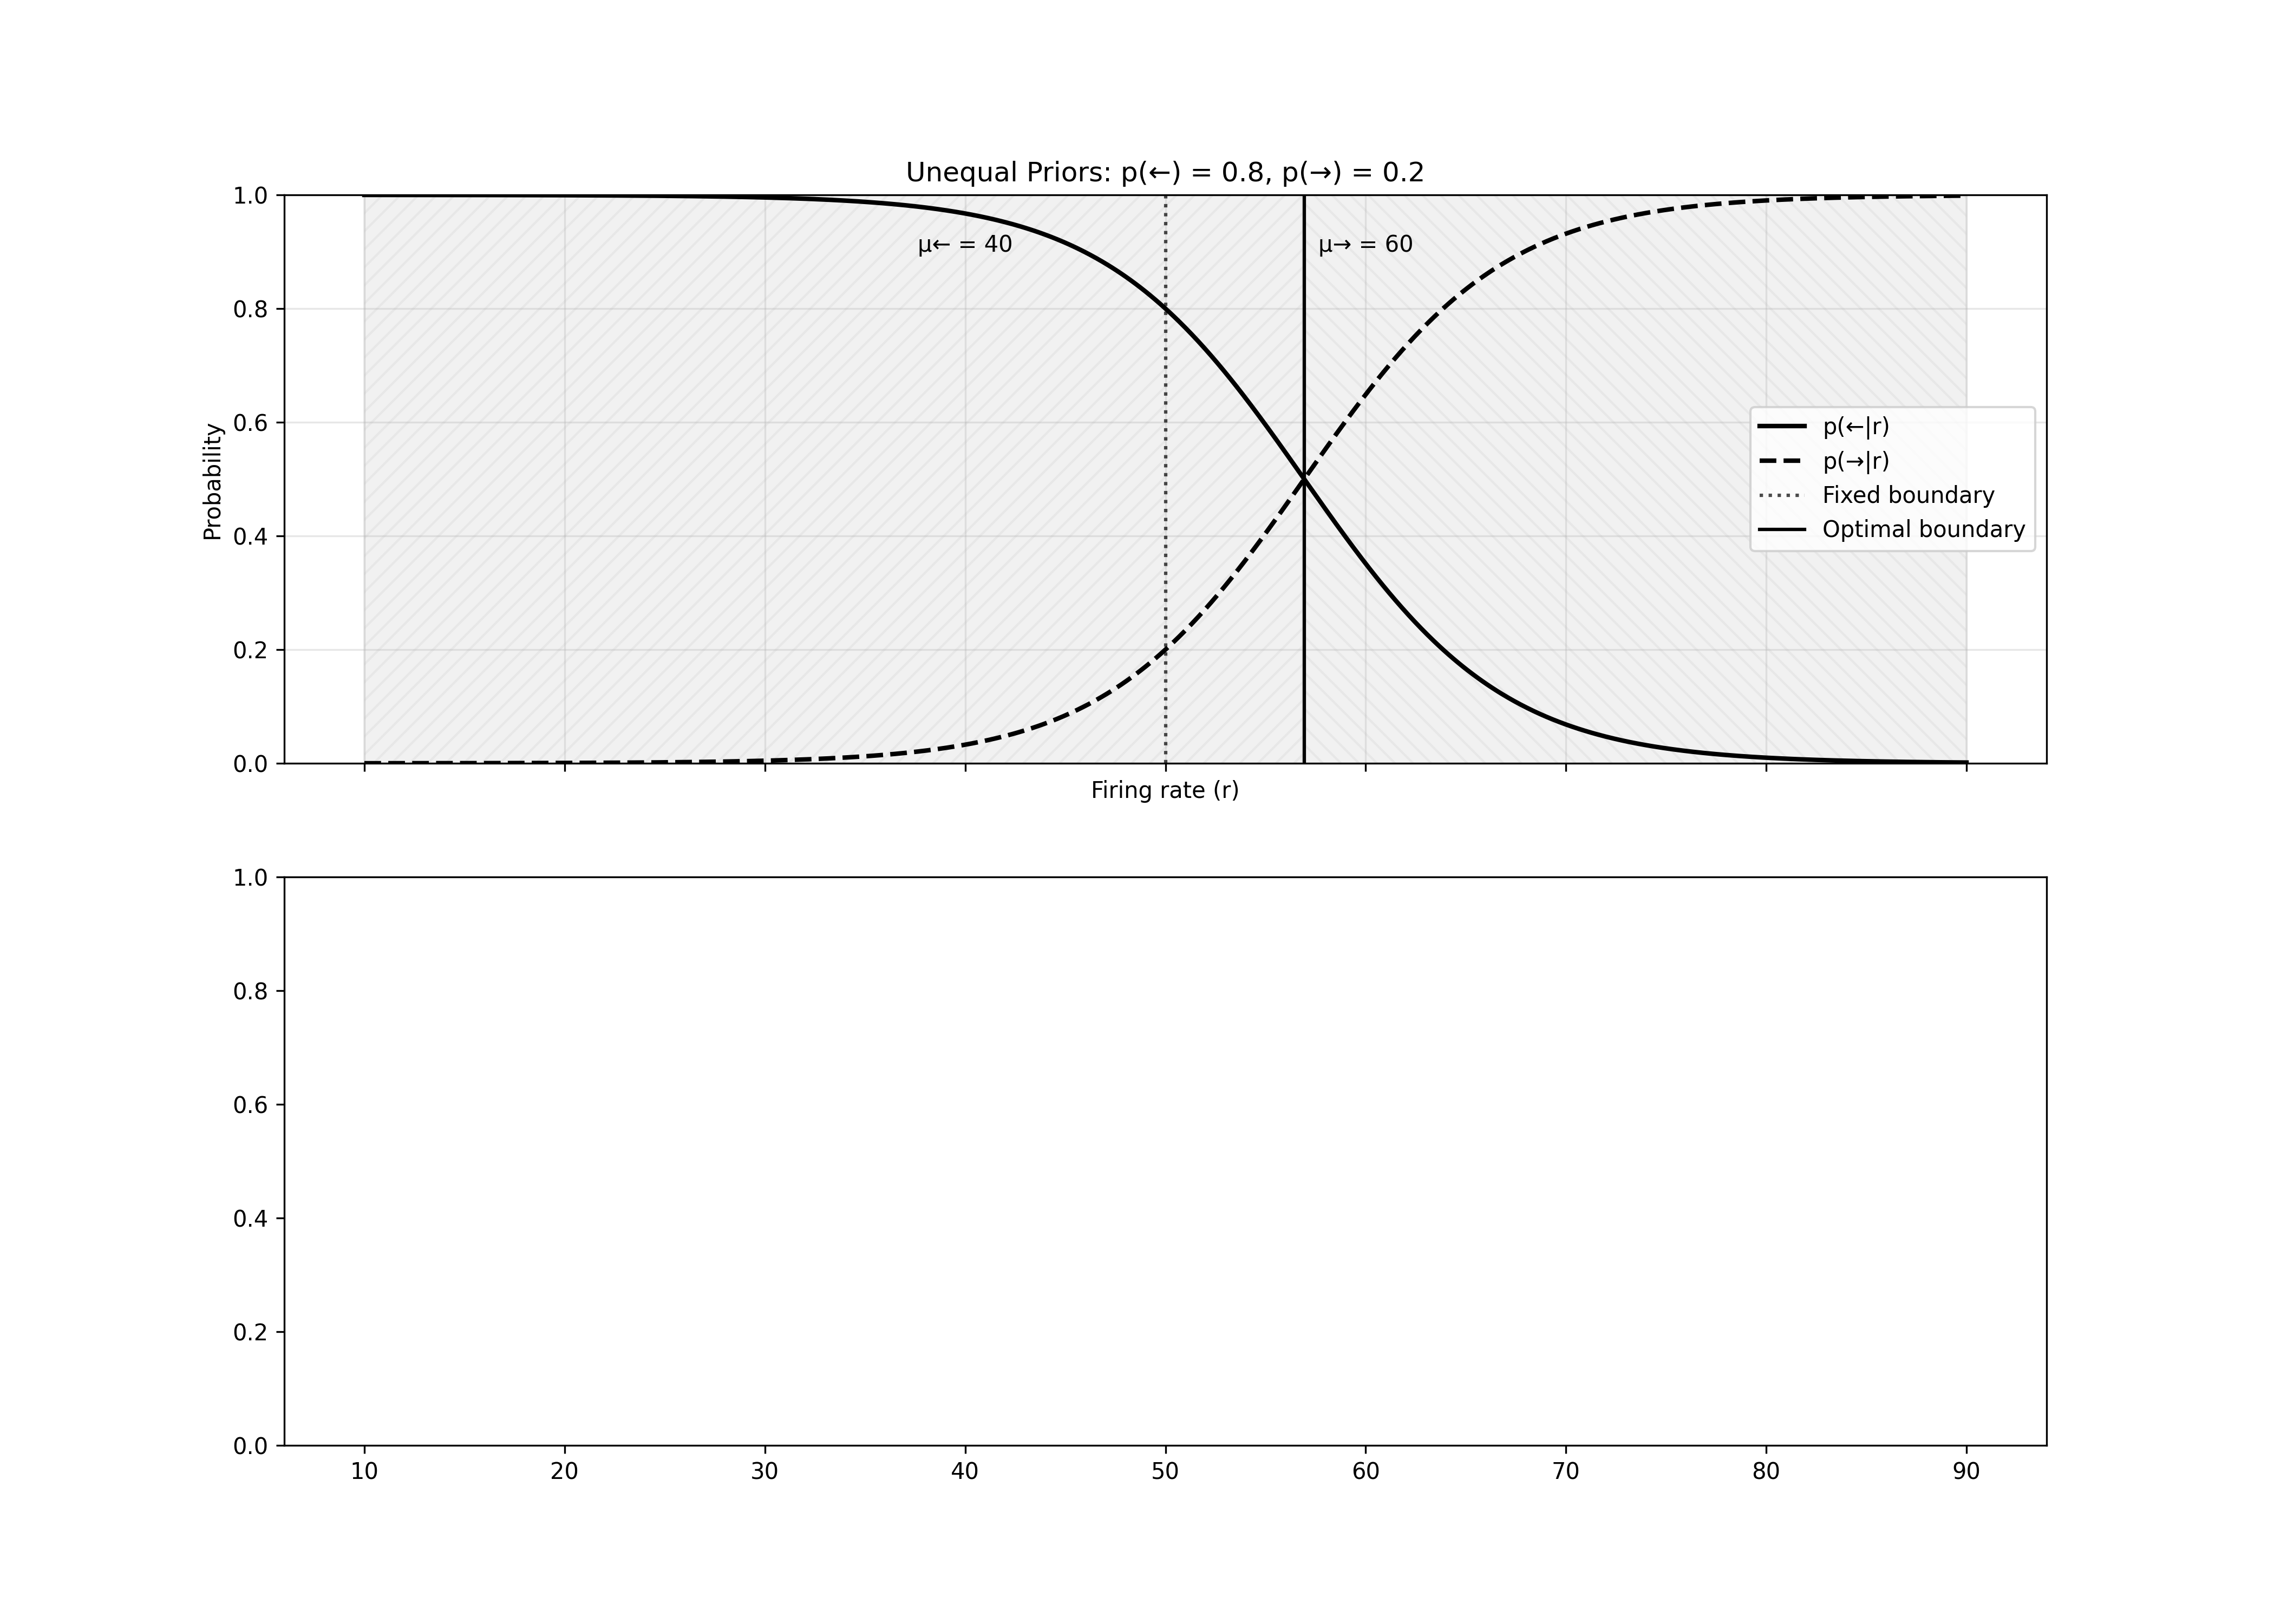 Unequal Priors: p(←) = 0.8, p(→) = 0.2
1.0
0.8
0.6
0.4
0.2
0.0
Probability
μ← = 40
μ→ = 60
p(←|r)
p(→|r)
Fixed boundary
Optimal boundary
Firing rate (r)
1.0
0.8
0.6
0.4
0.2
0.0
10 20 30 40 50 60 70 80 90